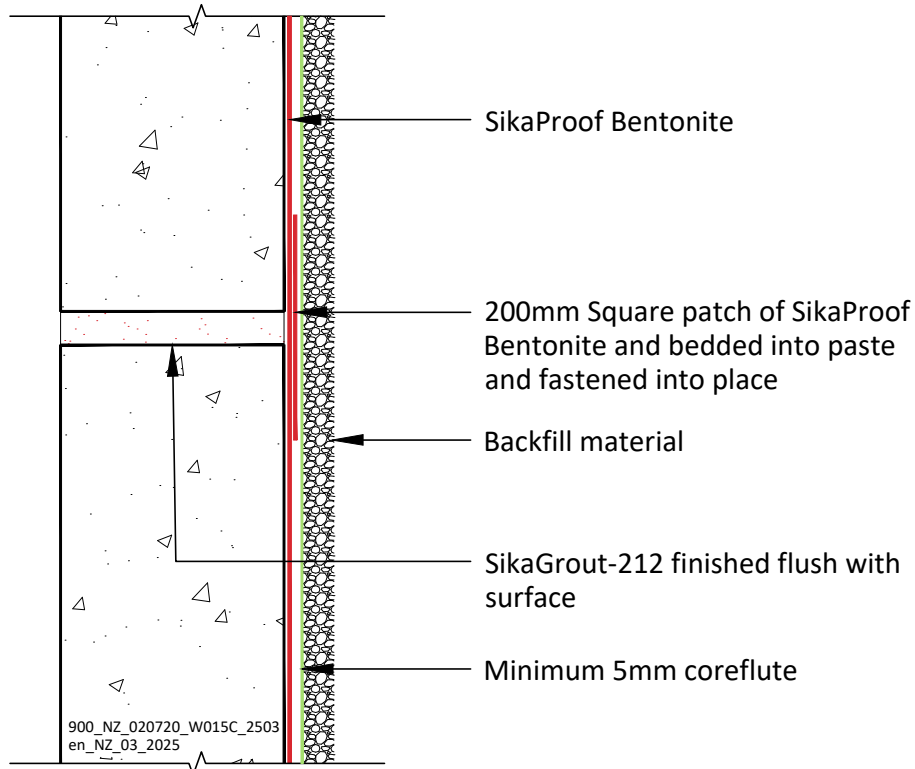 SikaProof Bentonite
200mm Square patch of SikaProof
Bentonite and bedded into paste
and fastened into place
Backfill material
SikaGrout-212 finished flush with
surface
Minimum 5mm coreflute
900_NZ_020720_W015C_2503
en_NZ_03_2025